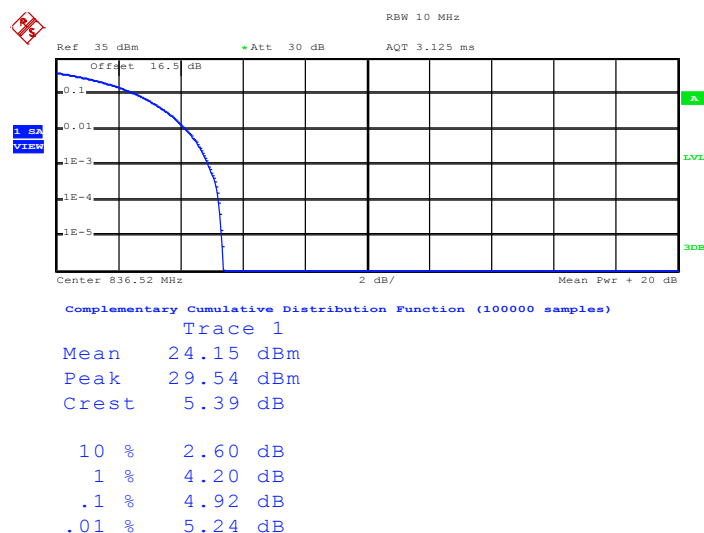 RBW 10 MHz
Ref 35 dBm *Att 30 dB AQT 3.125 ms
Offset 16.5 dB
0.1
A
0.01
1 SA
VIEW
1E-3
LVL
1E-4
1E-5
3DB
Center 836.52 MHz 2 dB/ Mean Pwr + 20 dB
Complementary Cumulative Distribution Function (100000 samples)
Trace 1
Mean 24.15 dBm
Peak 29.54 dBm
Crest 5.39 dB
10 % 2.60 dB
1 % 4.20 dB
.1 % 4.92 dB
.01 % 5.24 dB